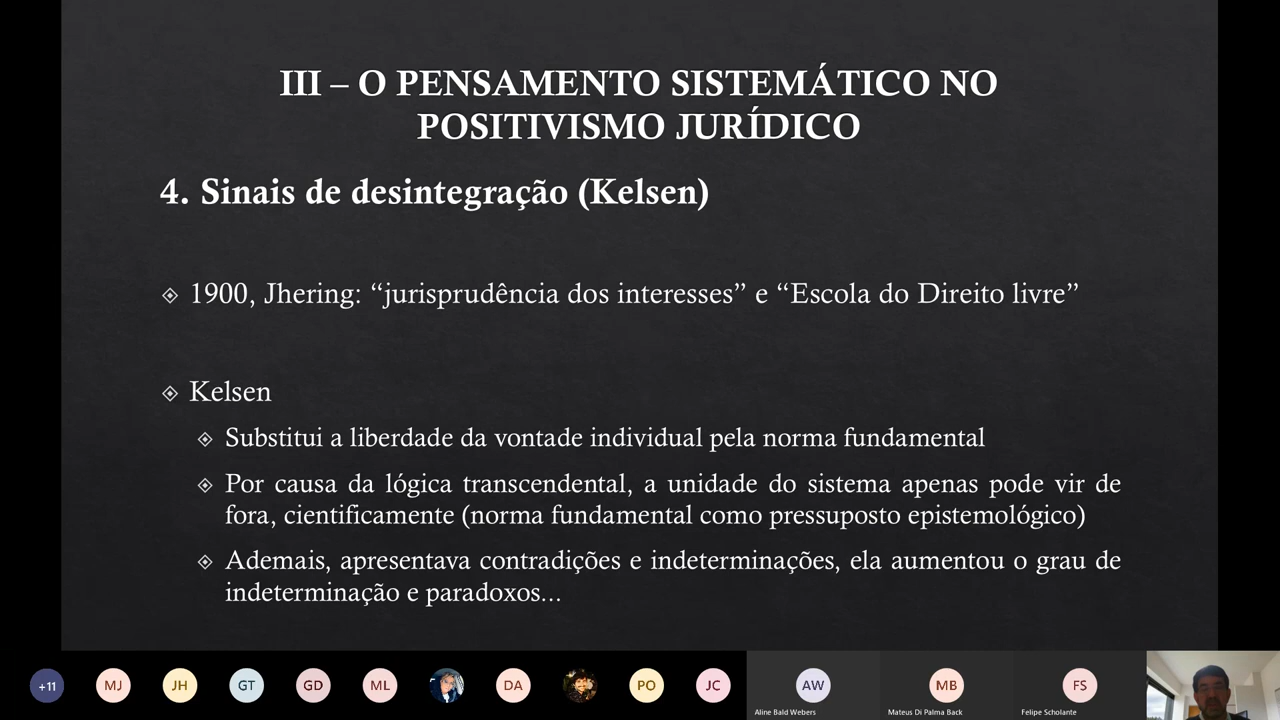 III – O PENSAMENTO SISTEMÁTICO NO
POSITIVISMO JURÍDICO
4. Sinais de desintegração (Kelsen)
1900, Jhering: “jurisprudência dos interesses” e “Escola do Direito livre”
Kelsen
Substitui a liberdade da vontade individual pela norma fundamental
Por causa da lógica transcendental, a unidade do sistema apenas pode vir de
fora, cientificamente (norma fundamental como pressuposto epistemológico)
Ademais, apresentava contradições e indeterminações, ela aumentou o grau de
indeterminação e paradoxos...
+11 MJ JH GT GD ML DA PO JC AW MB FS
Aline Bald Webers Mateus Di Palma Back Felipe Scholante